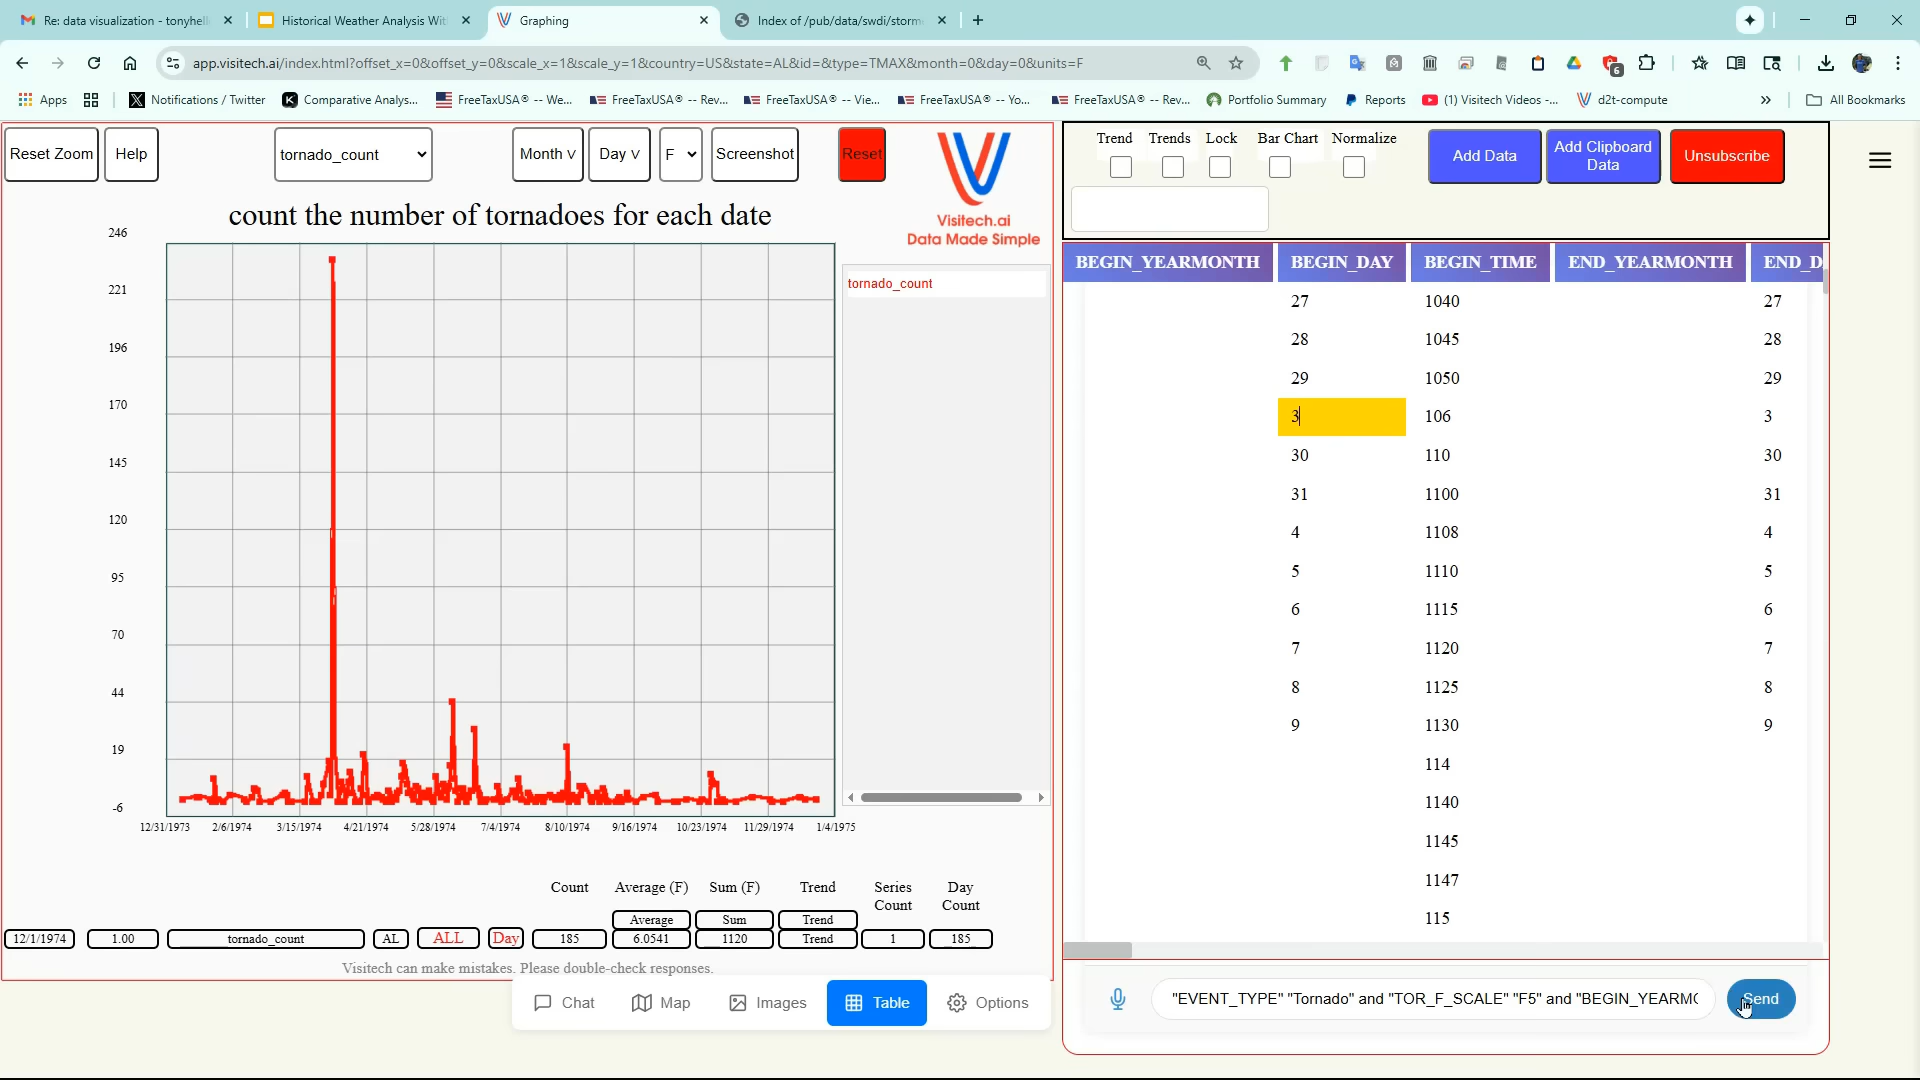 Re: data visualization - tonyhell
Historical Weather Analysis Wit
Graphing
Index of /pub/data/swdi/storm
app.visitech.ai/index.html?offset_x=0&offset_y=0&scale_x=1&scale_y=1&country=US&state=AL&id=&type=TMAX&month=0&day=0&units=F
6
Apps
Notifications / Twitter
Comparative Analys...
FreeTaxUSA® -- We...
FreeTaxUSA® -- Rev...
FreeTaxUSA® -- Vie...
FreeTaxUSA® -- Yo...
FreeTaxUSA® -- Rev...
Portfolio Summary
Reports
(1) Visitech Videos -...
d2t-compute
All Bookmarks
Reset Zoom
Help
tornado_count
Month V
Day V
F
Screenshot
Reset
Visitech.ai
Data Made Simple
count the number of tornadoes for each date
246
221
196
170
145
120
95
70
44
19
-6
12/31/1973
2/6/1974
3/15/1974
4/21/1974
5/28/1974
7/4/1974
8/10/1974
9/16/1974
10/23/1974
11/29/1974
1/4/1975
tornado_count
Count
Average (F)
Sum (F)
Trend
Series Count
Day Count
Average
Sum
Trend
12/1/1974
1.00
tornado_count
AL
ALL
Day
185
6.0541
1120
Trend
1
185
Visitech can make mistakes. Please double-check responses.
Chat
Map
Images
Table
Options
Trend
Trends
Lock
Bar Chart
Normalize
Add Data
Add Clipboard
Data
Unsubscribe
BEGIN_YEARMONTH BEGIN_DAY BEGIN_TIME END_YEARMONTH END_D
27 1040 27
28 1045 28
29 1050 29
3 106 3
30 110 30
31 1100 31
4 1108 4
5 1110 5
6 1115 6
7 1120 7
8 1125 8
9 1130 9
114
1140
1145
1147
115
"EVENT_TYPE" "Tornado" and "TOR_F_SCALE" "F5" and "BEGIN_YEARMO
Send